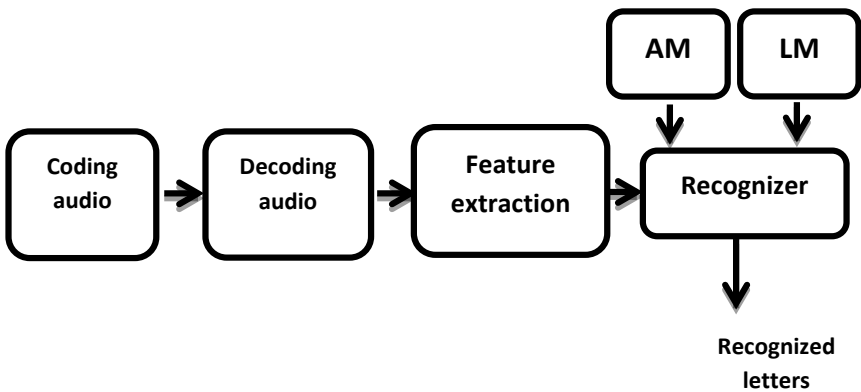 AM
LM
Coding
audio
Decoding
audio
Feature
extraction
Recognizer
Recognized
letters